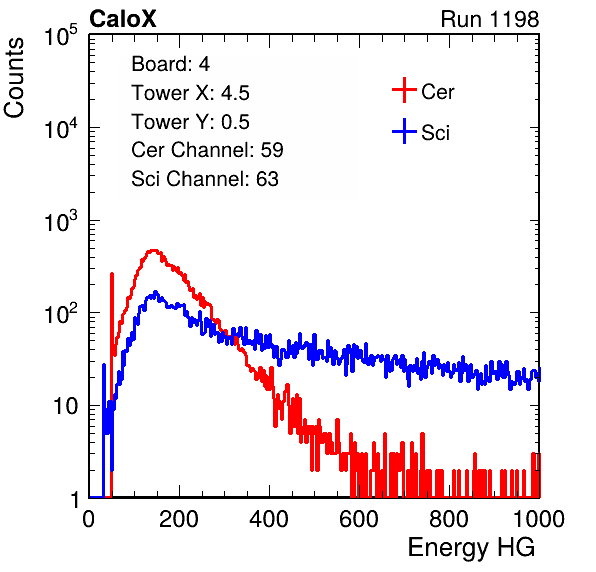 CaloX Run 1198
Counts
Board: 4
Tower X: 4.5
Tower Y: 0.5
Cer Channel: 59
Sci Channel: 63
Cer
Sci
10^5
10^4
10^3
10^2
10
1
0 200 400 600 800 1000
Energy HG